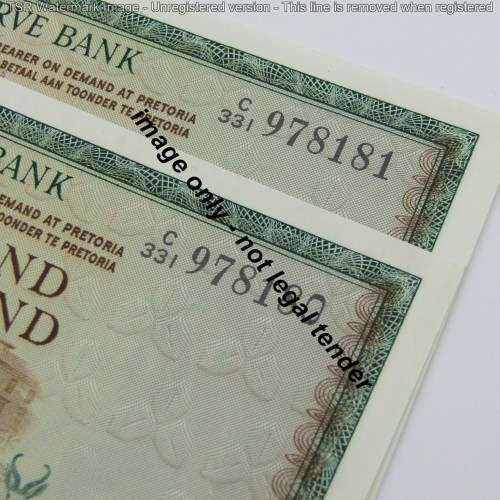 TSR Watermark Image - Unregistered version - This line is removed when registered
RVE BANK
BEARER ON DEMAND AT PRETORIA
BETAAL AAN TOONDER TE PRETORIA
C
331 978181
BANK
DEMAND AT PRETORIA
TOONDER TE PRETORIA
C
331 978180
ND
ND
image only - not legal tender